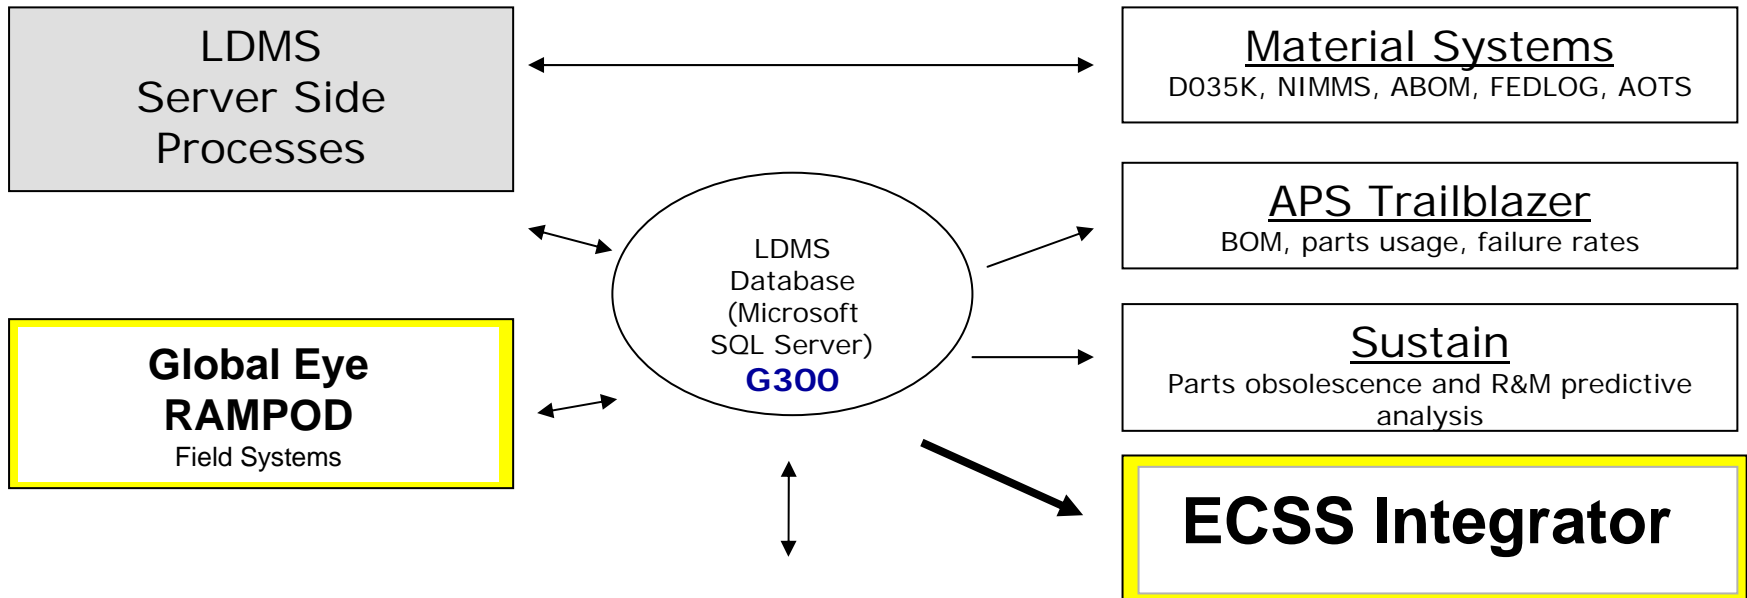 LDMS
Server Side
Processes
Material Systems
D035K, NIMMS, ABOM, FEDLOG, AOTS
APS Trailblazer
BOM, parts usage, failure rates
LDMS
Database
(Microsoft
SQL Server)
G300
Global Eye
RAMPOD
Field Systems
Sustain
Parts obsolescence and R&M predictive
analysis
ECSS Integrator